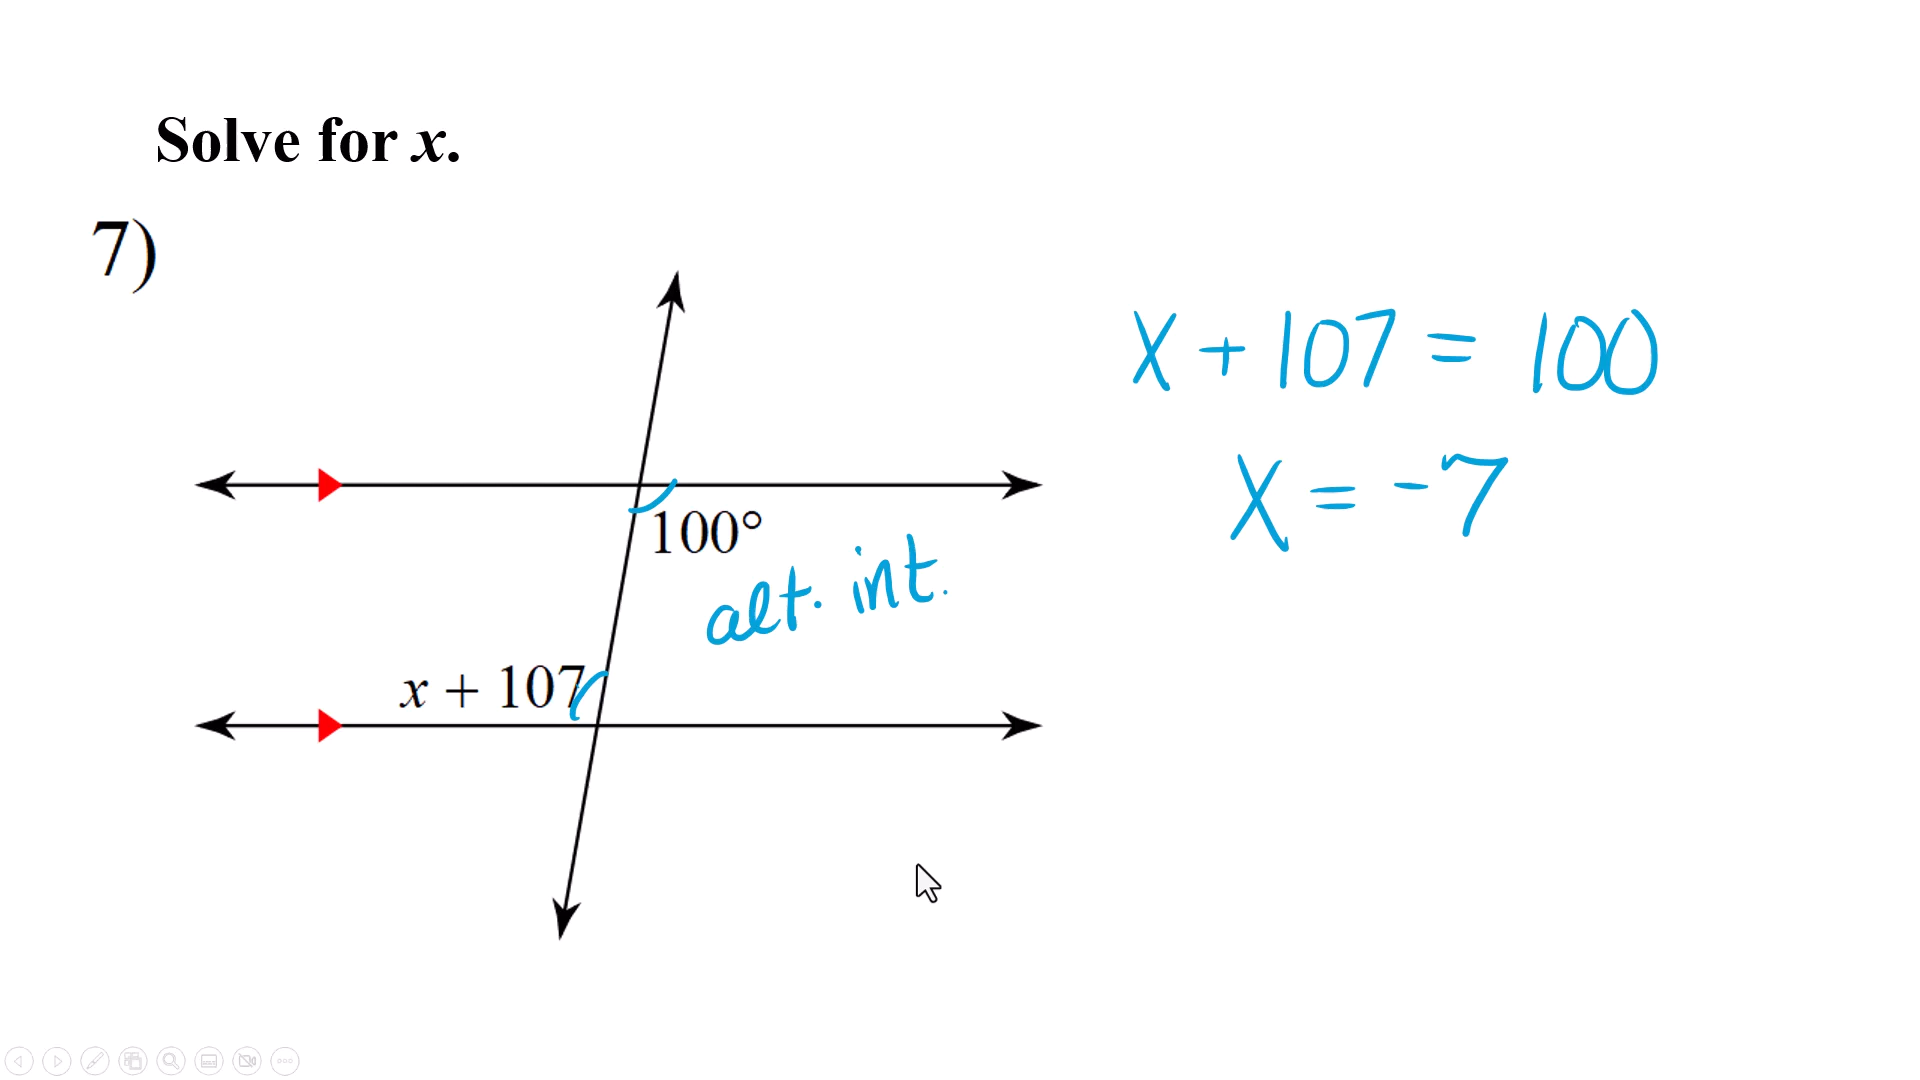 Solve for x.
7)
x + 107 = 100
x = -7
100°
alt. int.
x + 107